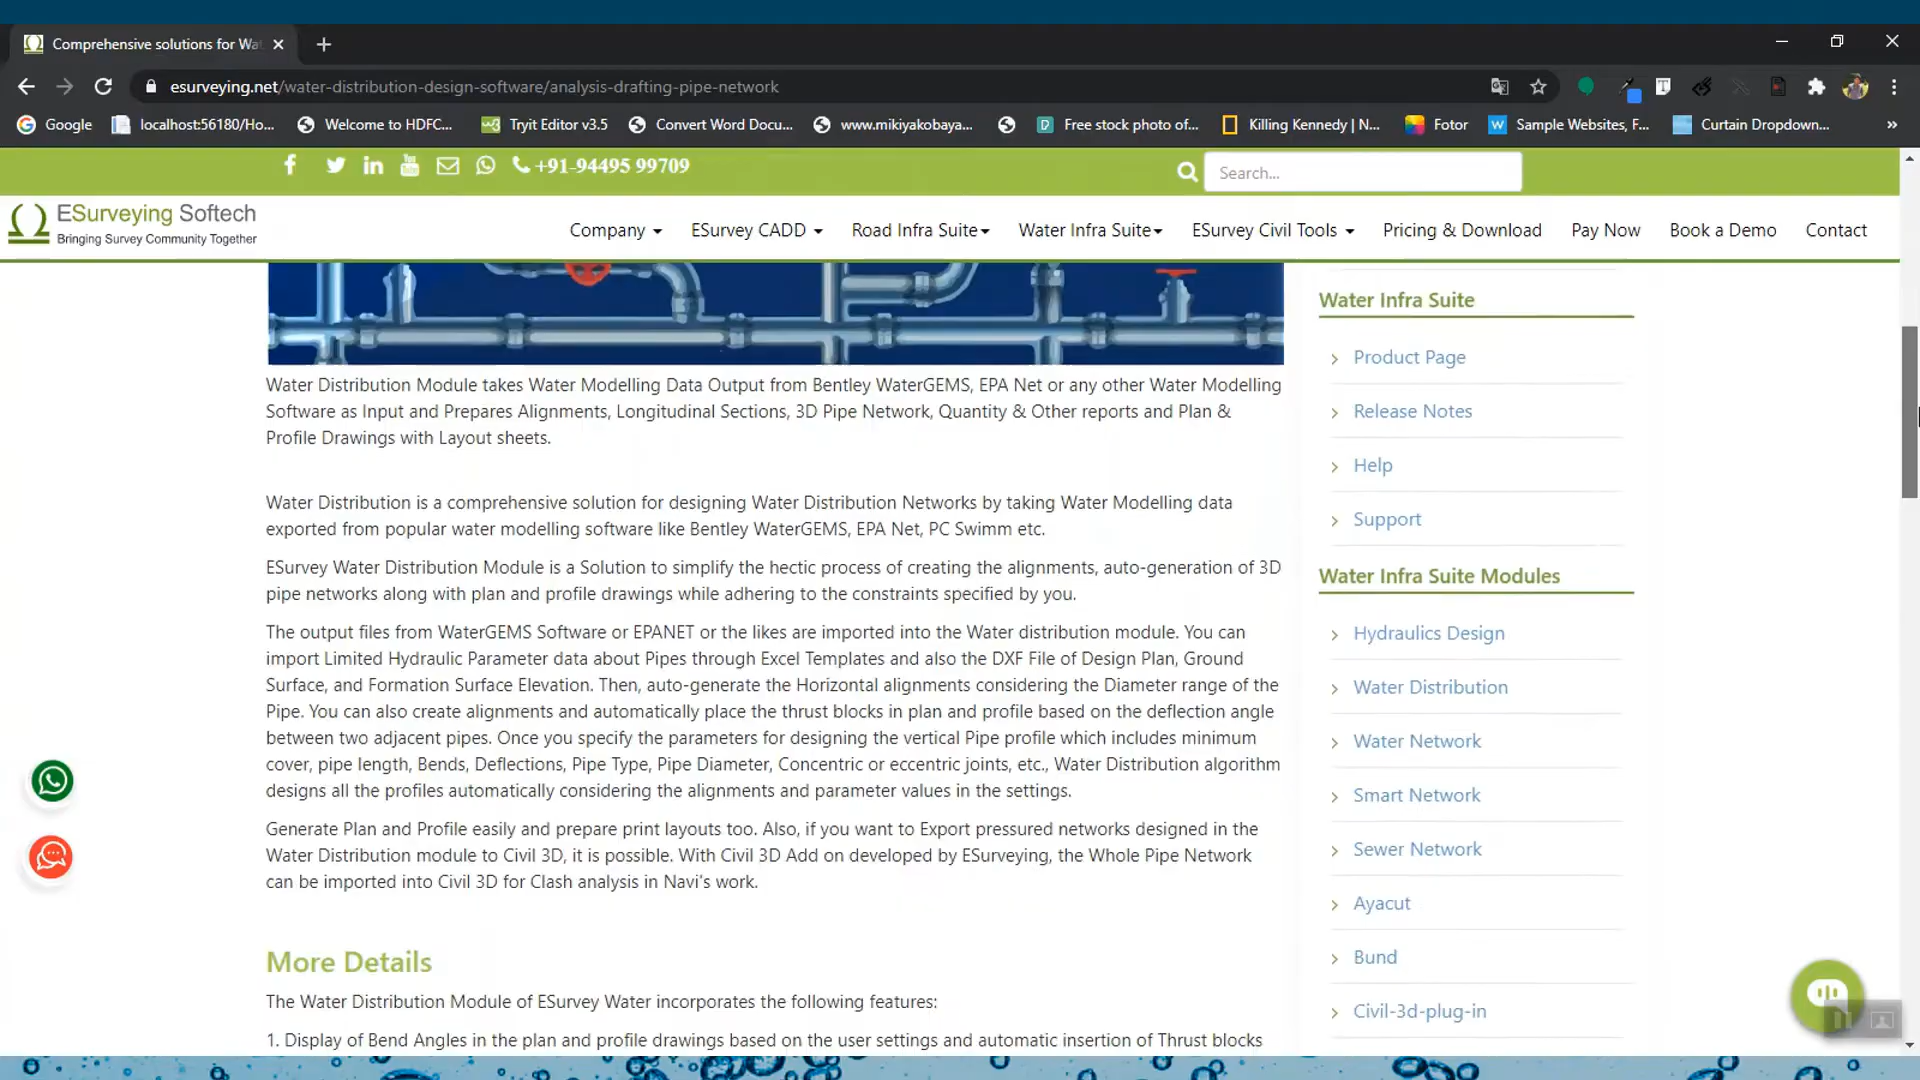 Comprehensive solutions for Wa
esurveying.net/water-distribution-design-software/analysis-drafting-pipe-network
Google
localhost:56180/Ho...
Welcome to HDFC...
Tryit Editor v3.5
Convert Word Docu...
www.mikiyakobaya...
Free stock photo of...
Killing Kennedy | N...
Fotor
Sample Websites, F...
Curtain Dropdown...
+91-94495 99709
Search...
ESurveying Softech
Bringing Survey Community Together
Company
ESurvey CADD
Road Infra Suite
Water Infra Suite
ESurvey Civil Tools
Pricing & Download
Pay Now
Book a Demo
Contact
Water Distribution Module takes Water Modelling Data Output from Bentley WaterGEMS, EPA Net or any other Water Modelling
Software as Input and Prepares Alignments, Longitudinal Sections, 3D Pipe Network, Quantity & Other reports and Plan &
Profile Drawings with Layout sheets.
Water Distribution is a comprehensive solution for designing Water Distribution Networks by taking Water Modelling data
exported from popular water modelling software like Bentley WaterGEMS, EPA Net, PC Swimm etc.
ESurvey Water Distribution Module is a Solution to simplify the hectic process of creating the alignments, auto-generation of 3D
pipe networks along with plan and profile drawings while adhering to the constraints specified by you.
The output files from WaterGEMS Software or EPANET or the likes are imported into the Water distribution module. You can
import Limited Hydraulic Parameter data about Pipes through Excel Templates and also the DXF File of Design Plan, Ground
Surface, and Formation Surface Elevation. Then, auto-generate the Horizontal alignments considering the Diameter range of the
Pipe. You can also create alignments and automatically place the thrust blocks in plan and profile based on the deflection angle
between two adjacent pipes. Once you specify the parameters for designing the vertical Pipe profile which includes minimum
cover, pipe length, Bends, Deflections, Pipe Type, Pipe Diameter, Concentric or eccentric joints, etc., Water Distribution algorithm
designs all the profiles automatically considering the alignments and parameter values in the settings.
Generate Plan and Profile easily and prepare print layouts too. Also, if you want to Export pressured networks designed in the
Water Distribution module to Civil 3D, it is possible. With Civil 3D Add on developed by ESurveying, the Whole Pipe Network
can be imported into Civil 3D for Clash analysis in Navi's work.
More Details
The Water Distribution Module of ESurvey Water incorporates the following features:
1. Display of Bend Angles in the plan and profile drawings based on the user settings and automatic insertion of Thrust blocks
Water Infra Suite
Product Page
Release Notes
Help
Support
Water Infra Suite Modules
Hydraulics Design
Water Distribution
Water Network
Smart Network
Sewer Network
Ayacut
Bund
Civil-3d-plug-in